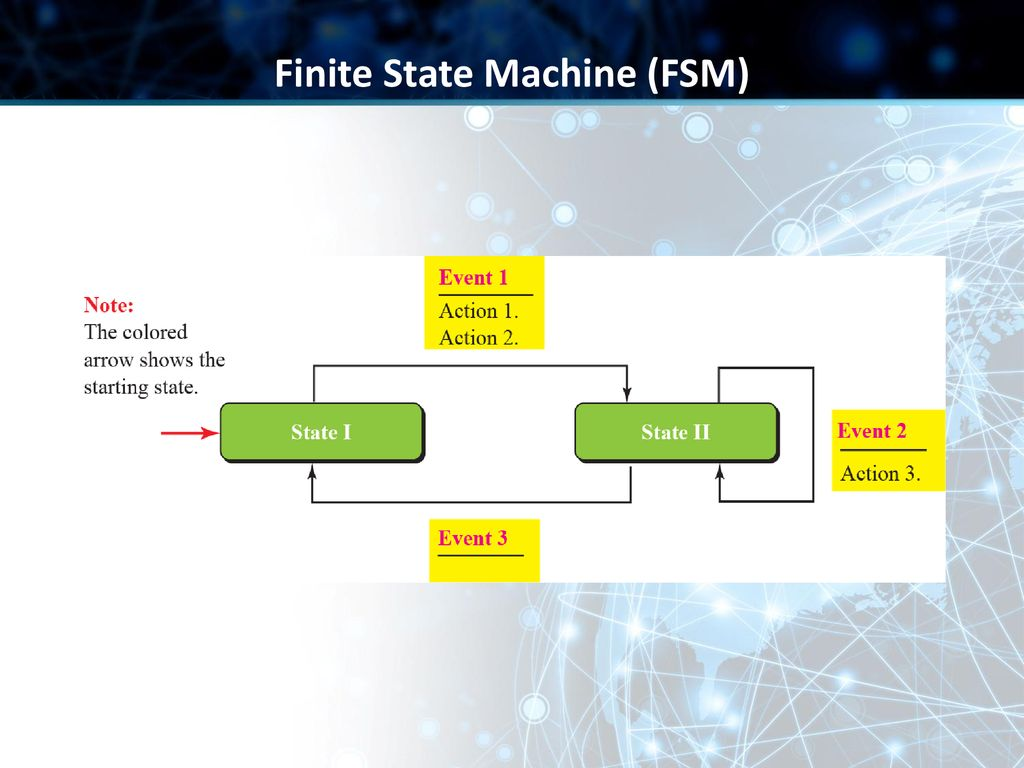 Finite State Machine (FSM)
Note:
The colored
arrow shows the
starting state.
Event 1
Action 1.
Action 2.
State I
State II
Event 2
Action 3.
Event 3